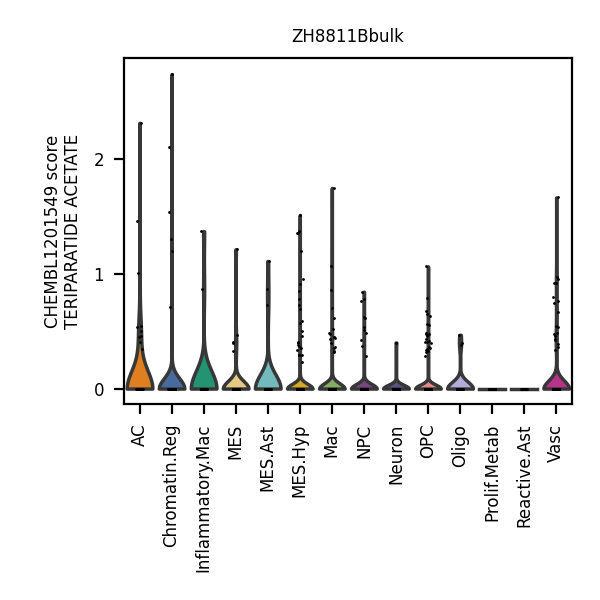 ZH8811Bbulk
CHEMBL1201549 score
TERIPARATIDE ACETATE
2
1
0
AC
Chromatin.Reg
Inflammatory.Mac
MES
MES.Ast
MES.Hyp
Mac
NPC
Neuron
OPC
Oligo
Prolif.Metab
Reactive.Ast
Vasc